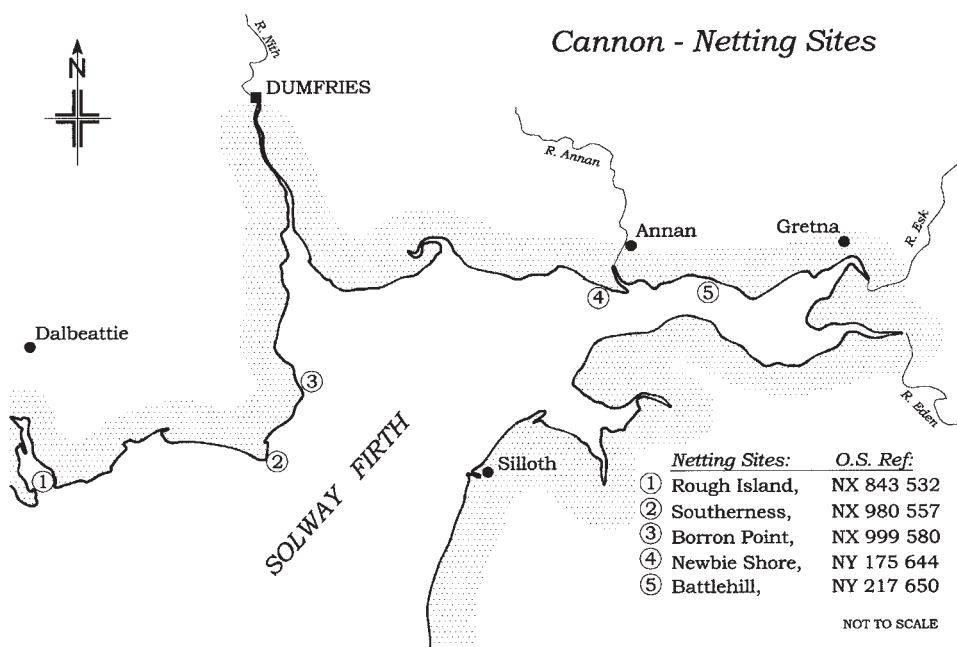 Cannon - Netting Sites
R. Nith
N
DUMFRIES
R. Annan
Annan
Gretna
R. Esk
④
⑤
Dalbeattie
③
R. Eden
SOLWAY FIRTH
②
①
Silloth
Netting Sites: O.S. Ref:
① Rough Island, NX 843 532
② Southerness, NX 980 557
③ Borron Point, NX 999 580
④ Newbie Shore, NY 175 644
⑤ Battlehill, NY 217 650
NOT TO SCALE